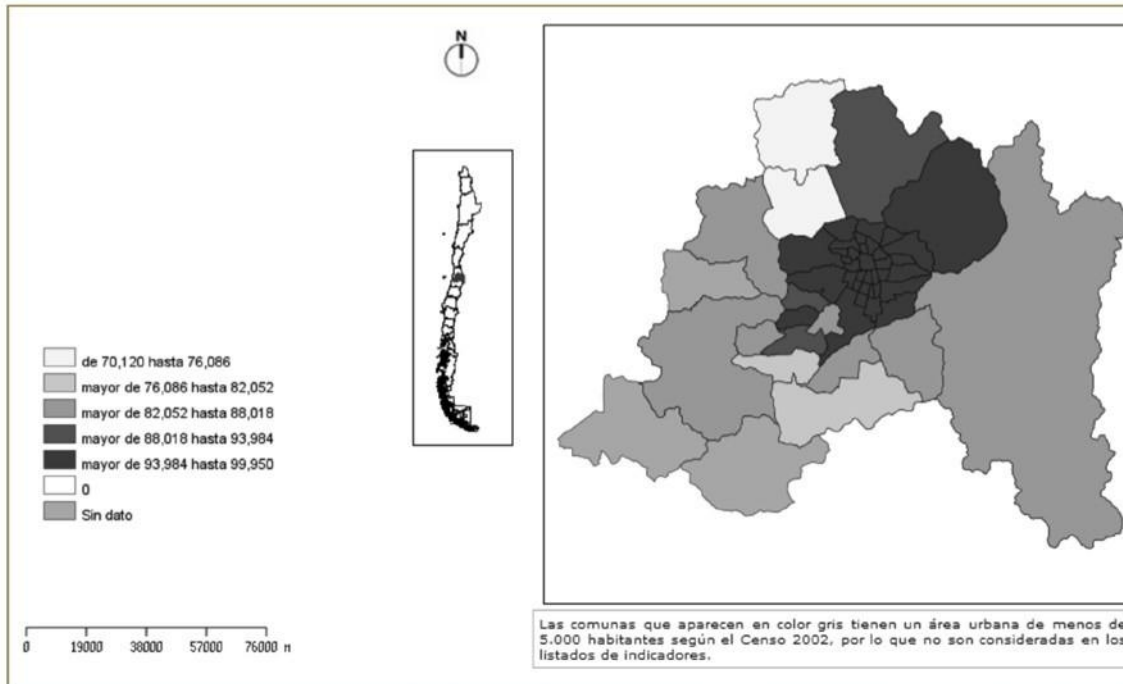 N
de 70,120 hasta 76,086
mayor de 76,086 hasta 82,052
mayor de 82,052 hasta 88,018
mayor de 88,018 hasta 93,984
mayor de 93,984 hasta 99,950
0
Sin dato
0 19000 38000 57000 76000 m
Las comunas que aparecen en color gris tienen un área urbana de menos de
5.000 habitantes según el Censo 2002, por lo que no son consideradas en los
listados de indicadores.